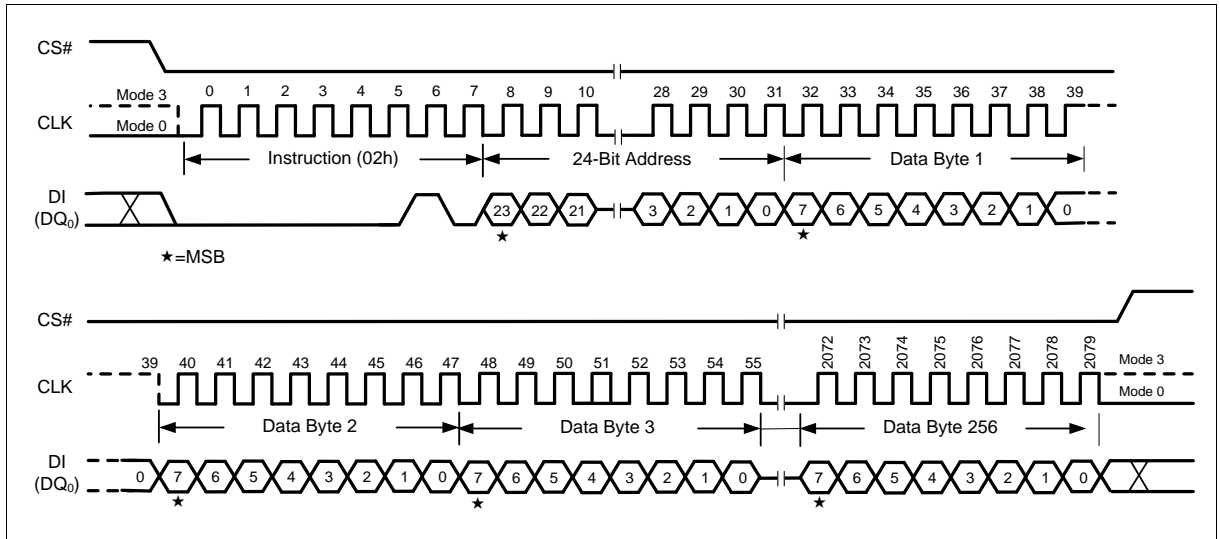 CS#
Mode 3
0 1 2 3 4 5 6 7 8 9 10 28 29 30 31 32 33 34 35 36 37 38 39
CLK
Mode 0
Instruction (02h) 24-Bit Address Data Byte 1
DI
(DQ0)
23 22 21 3 2 1 0 7 6 5 4 3 2 1 0
★ ★
★=MSB
CS#
39 40 41 42 43 44 45 46 47 48 49 50 51 52 53 54 55 2072 2073 2074 2075 2076 2077 2078 2079
Mode 3
CLK
Mode 0
Data Byte 2 Data Byte 3 Data Byte 256
DI
(DQ0)
0 7 6 5 4 3 2 1 0 7 6 5 4 3 2 1 0 7 6 5 4 3 2 1 0
★ ★ ★